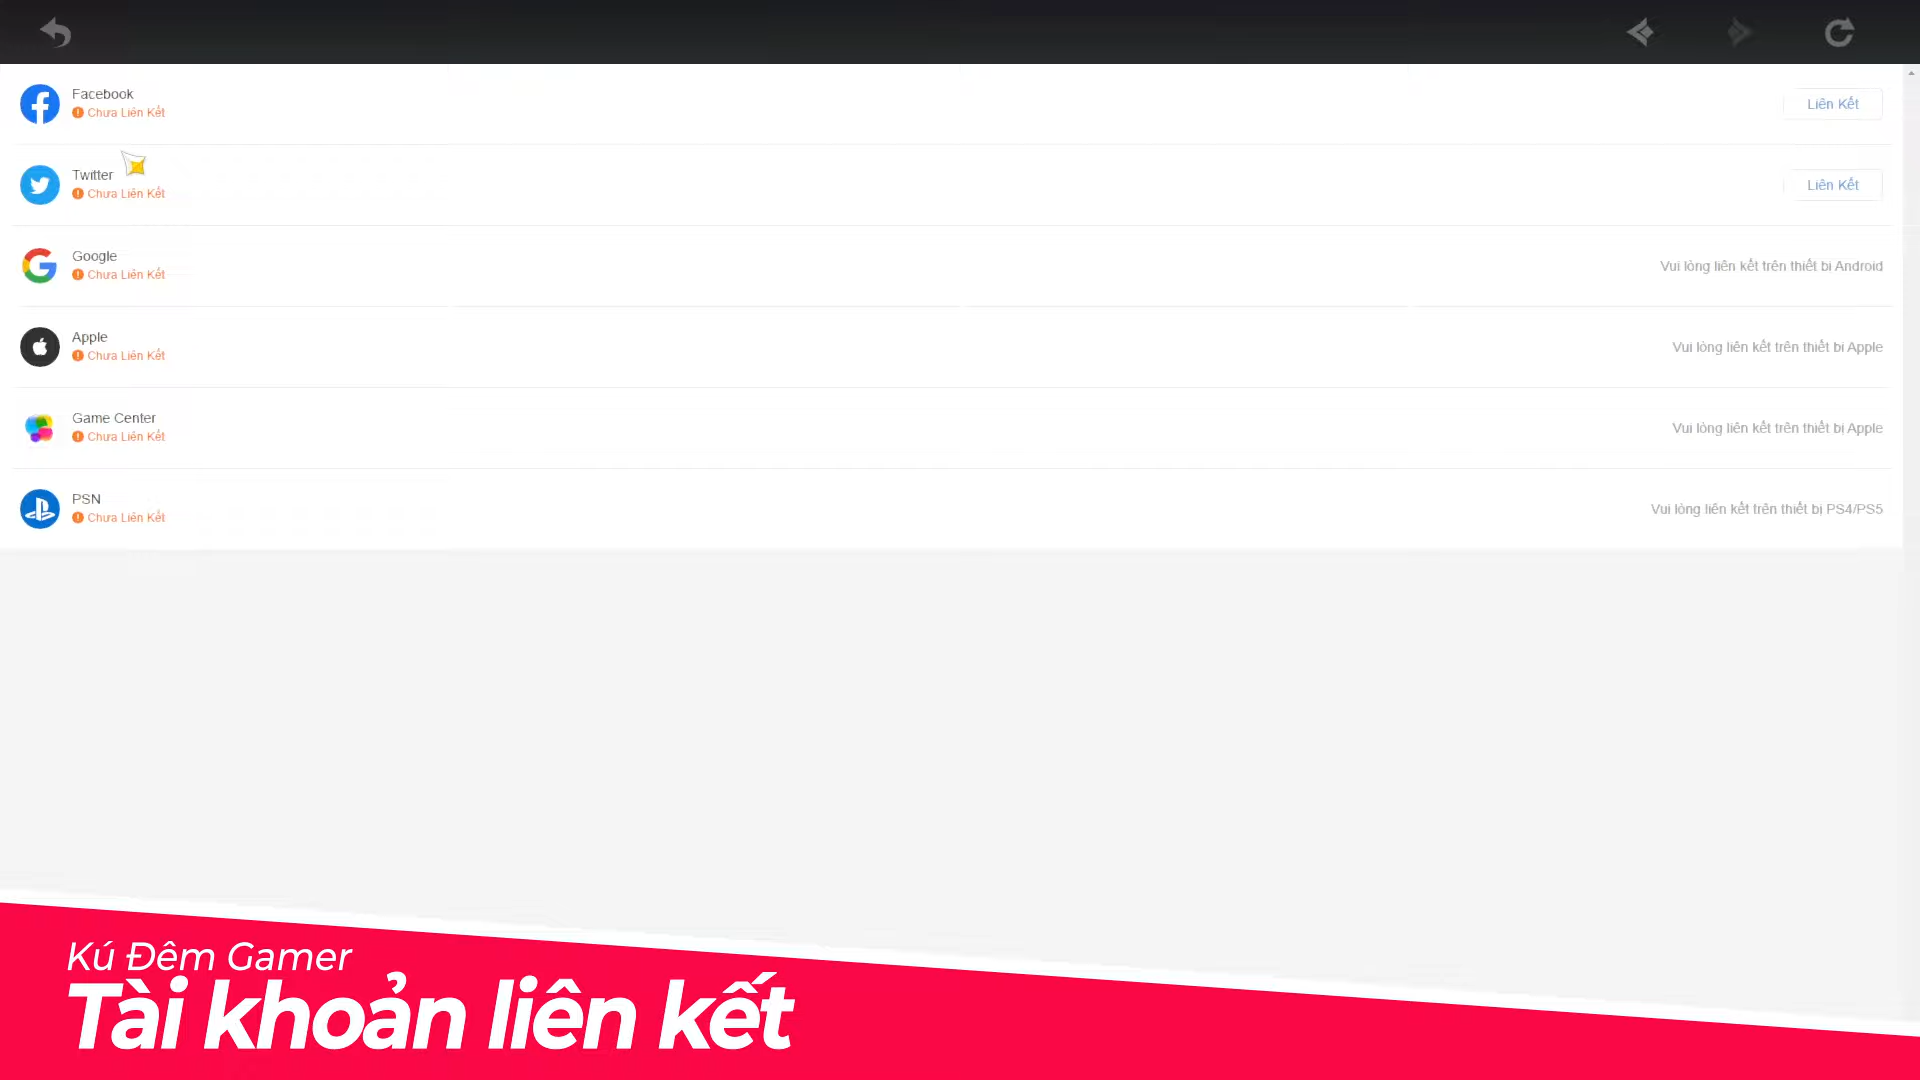 Facebook
Chưa Liên Kết
Liên Kết
Twitter
Chưa Liên Kết
Liên Kết
Google
Chưa Liên Kết
Vui lòng liên kết trên thiết bị Android
Apple
Chưa Liên Kết
Vui lòng liên kết trên thiết bị Apple
Game Center
Chưa Liên Kết
Vui lòng liên kết trên thiết bị Apple
PSN
Chưa Liên Kết
Vui lòng liên kết trên thiết bị PS4/PS5
Kú Đêm Gamer
Tài khoản liên kết